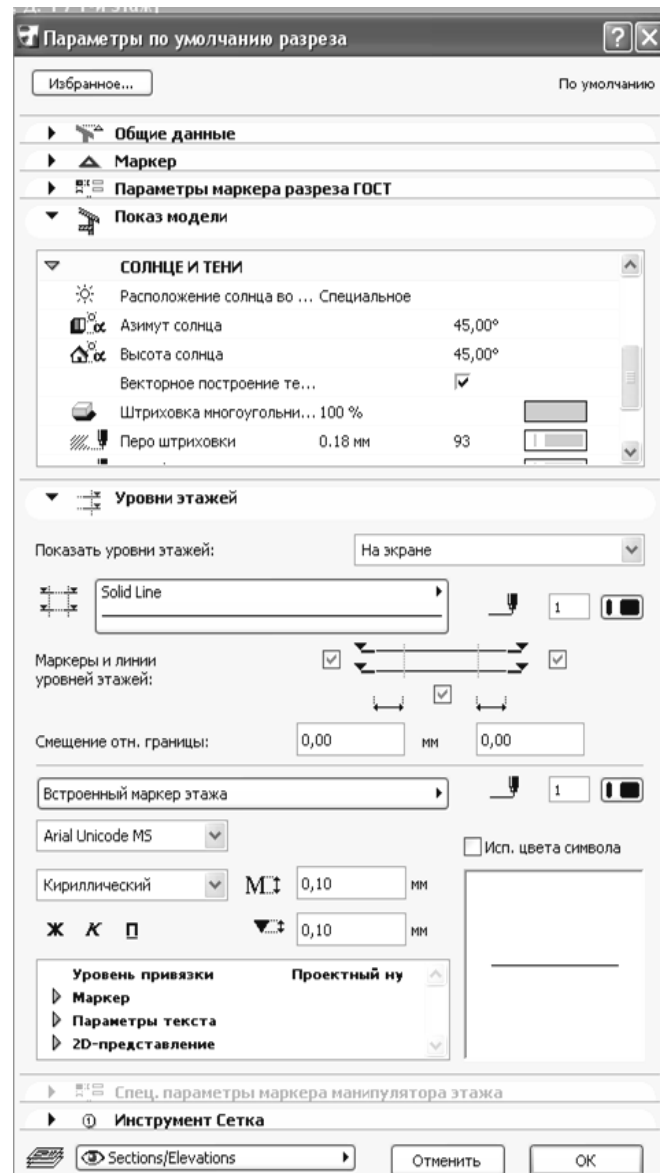 Параметры по умолчанию разреза
Избранное... По умолчанию
Общие данные
Маркер
Параметры маркера разреза ГОСТ
Показ модели
СОЛНЦЕ И ТЕНИ
Расположение солнца во ... Специальное
Азимут солнца 45,00°
Высота солнца 45,00°
Векторное построение те...
Штриховка многоугольни... 100 %
Перо штриховки 0.18 мм 93
Уровни этажей
Показать уровни этажей: На экране
Solid Line 1
Маркеры и линии
уровней этажей:
Смещение отн. границы: 0,00 мм 0,00
Встроенный маркер этажа 1
Arial Unicode MS
Исп. цвета символа
Кириллический M 0,10 мм
Ж К П 0,10 мм
Уровень привязки Проектный ну
Маркер
Параметры текста
2D-представление
Спец. параметры маркера манипулятора этажа
Инструмент Сетка
Sections/Elevations Отменить OK